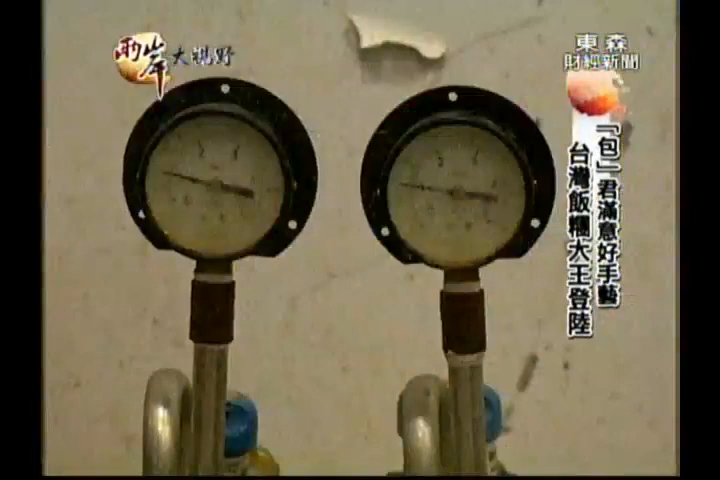 兩岸大視野
東森
財經新聞
「包」君滿意好手藝
台灣飯糰大王登陸